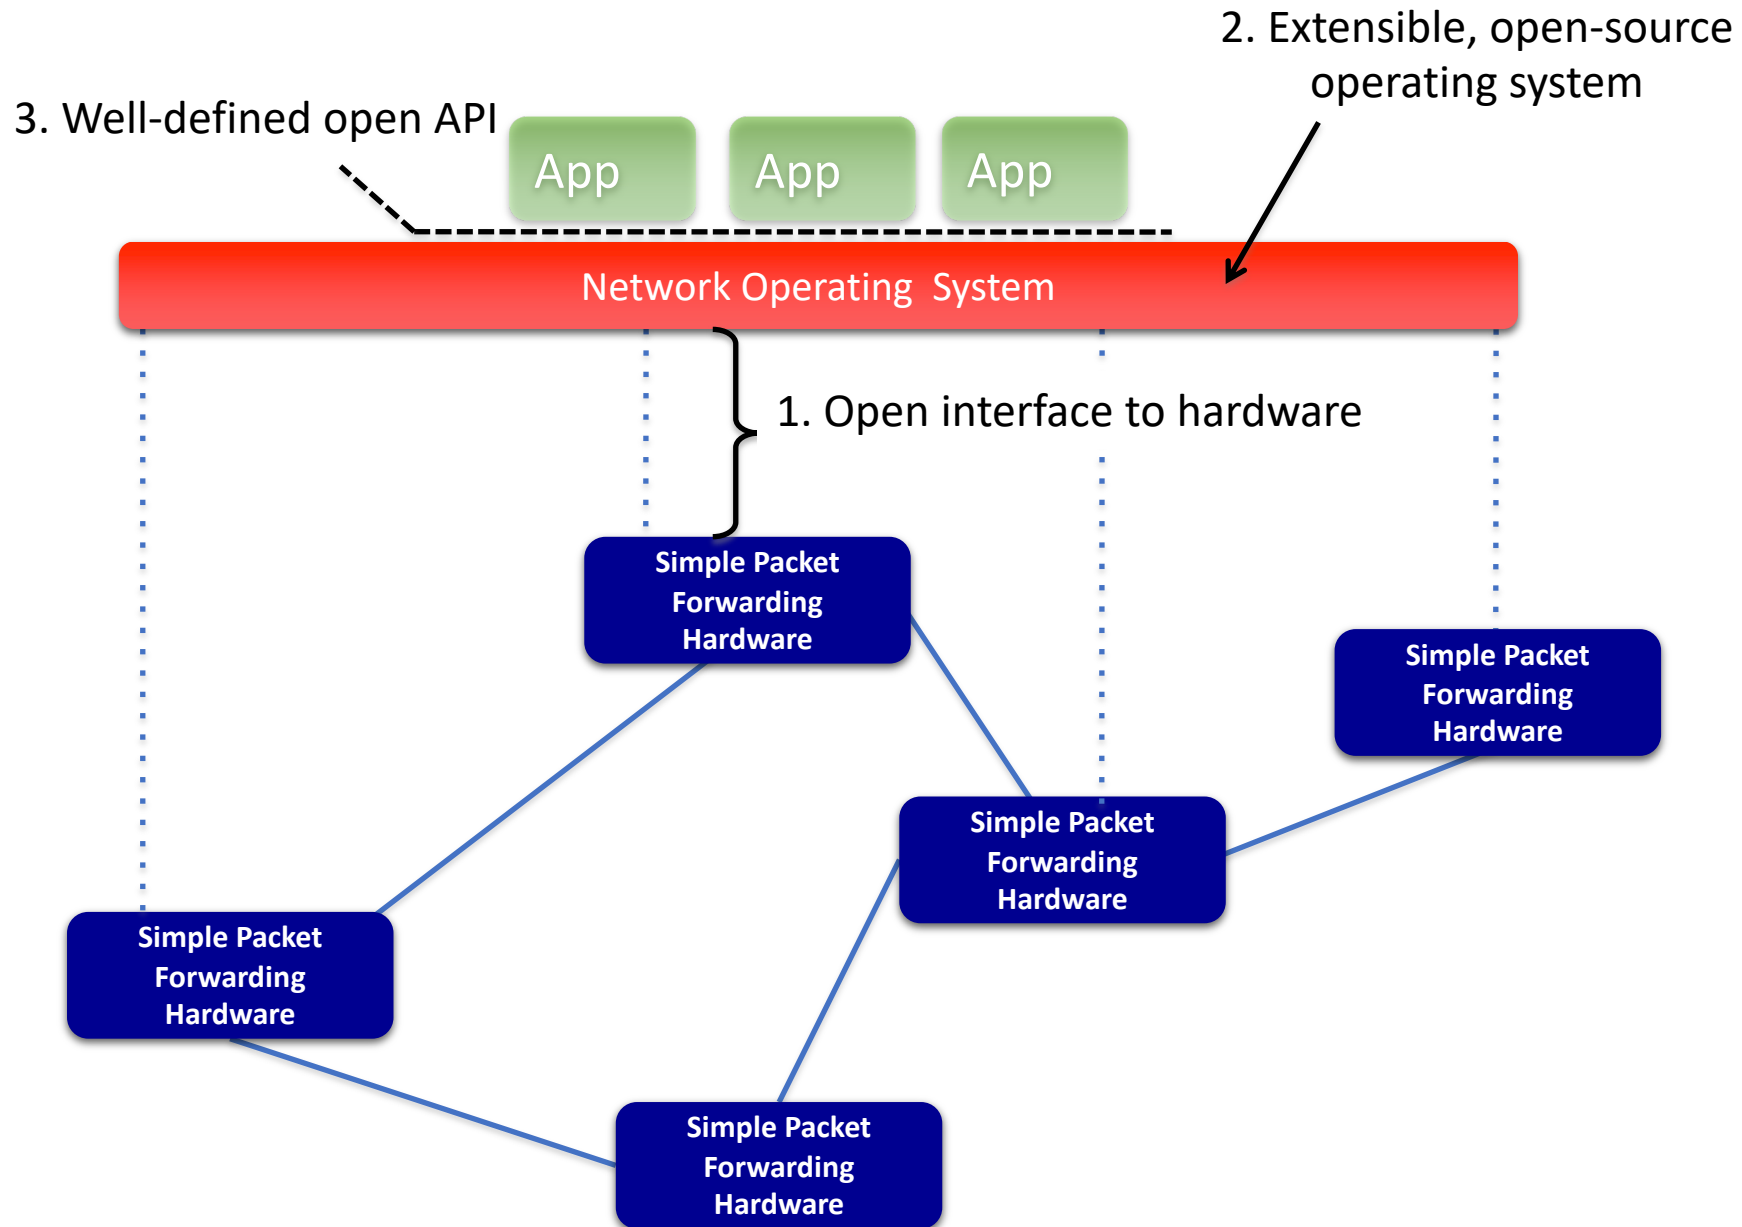 2. Extensible, open-source
operating system
3. Well-defined open API
App
App
App
Network Operating System
1. Open interface to hardware
Simple Packet
Forwarding
Hardware
Simple Packet
Forwarding
Hardware
Simple Packet
Forwarding
Hardware
Simple Packet
Forwarding
Hardware
Simple Packet
Forwarding
Hardware